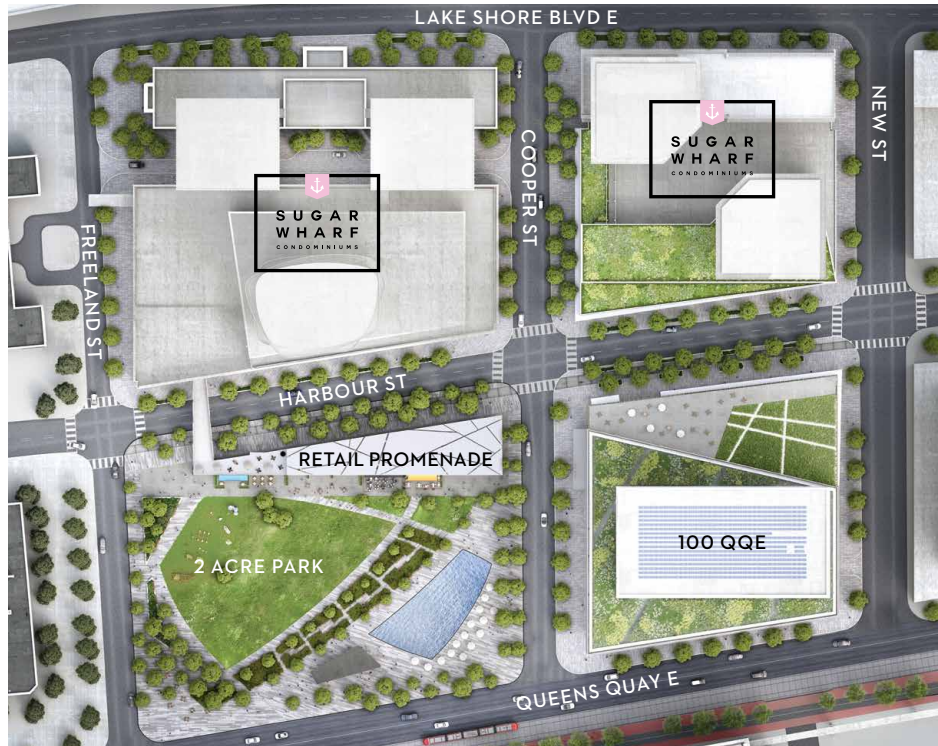 LAKE SHORE BLVD E
SUGAR
WHARF
CONDOMINIUMS
COOPER ST
SUGAR
WHARF
CONDOMINIUMS
NEW ST
FREELAND ST
HARBOUR ST
RETAIL PROMENADE
2 ACRE PARK
100 QQE
QUEENS QUAY E